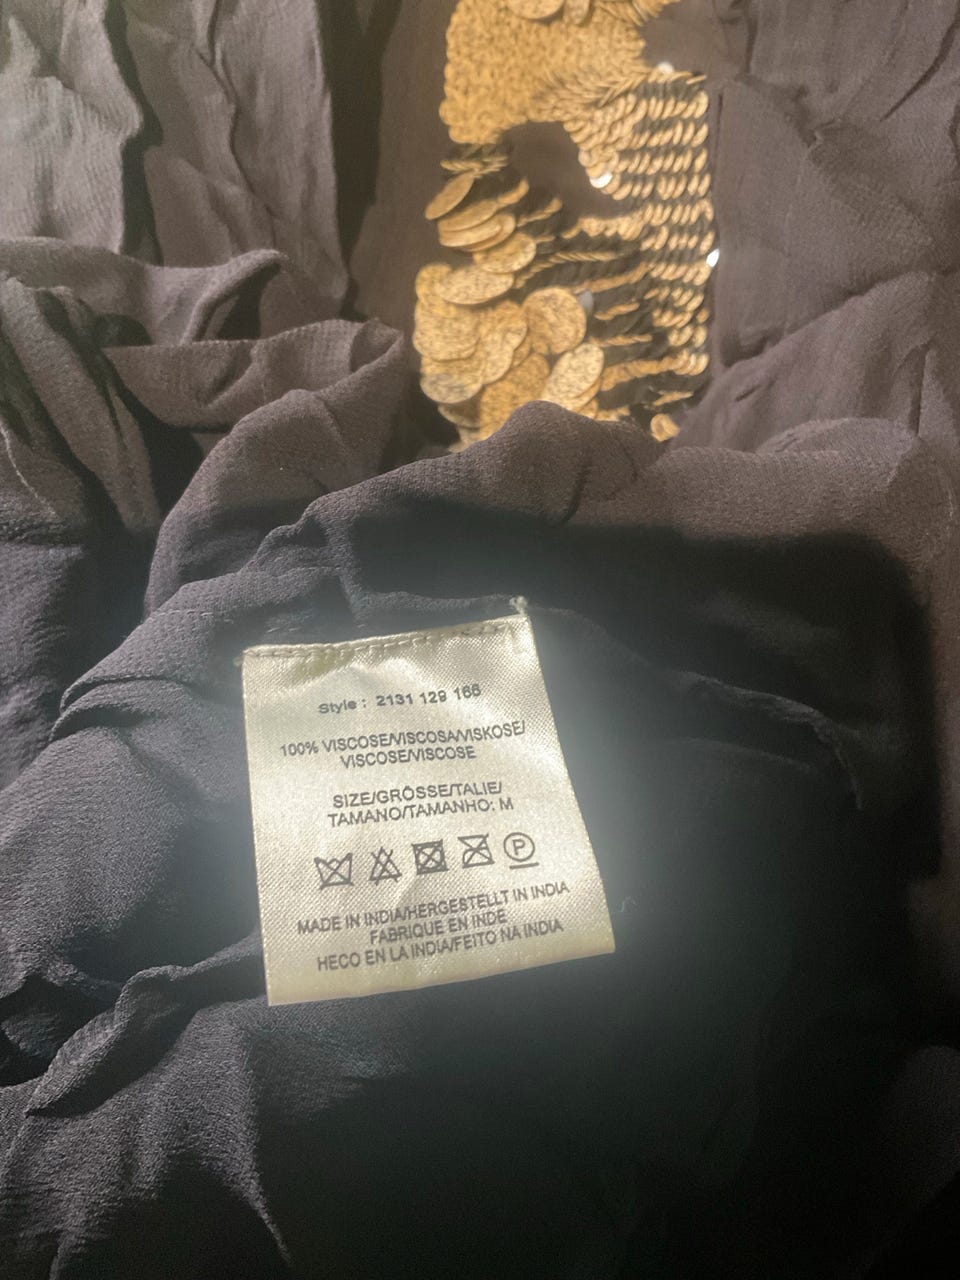 Style : 2131 129 166
100% VISCOSE/VISCOSA/VISKOSE/
VISCOSE/VISCOSE
SIZE/GRÖSSE/TALIE/
TAMANO/TAMANHO: M
P
MADE IN INDIA/HERGESTELLT IN INDIA
FABRIQUE EN INDE
HECO EN LA INDIA/FEITO NA INDIA